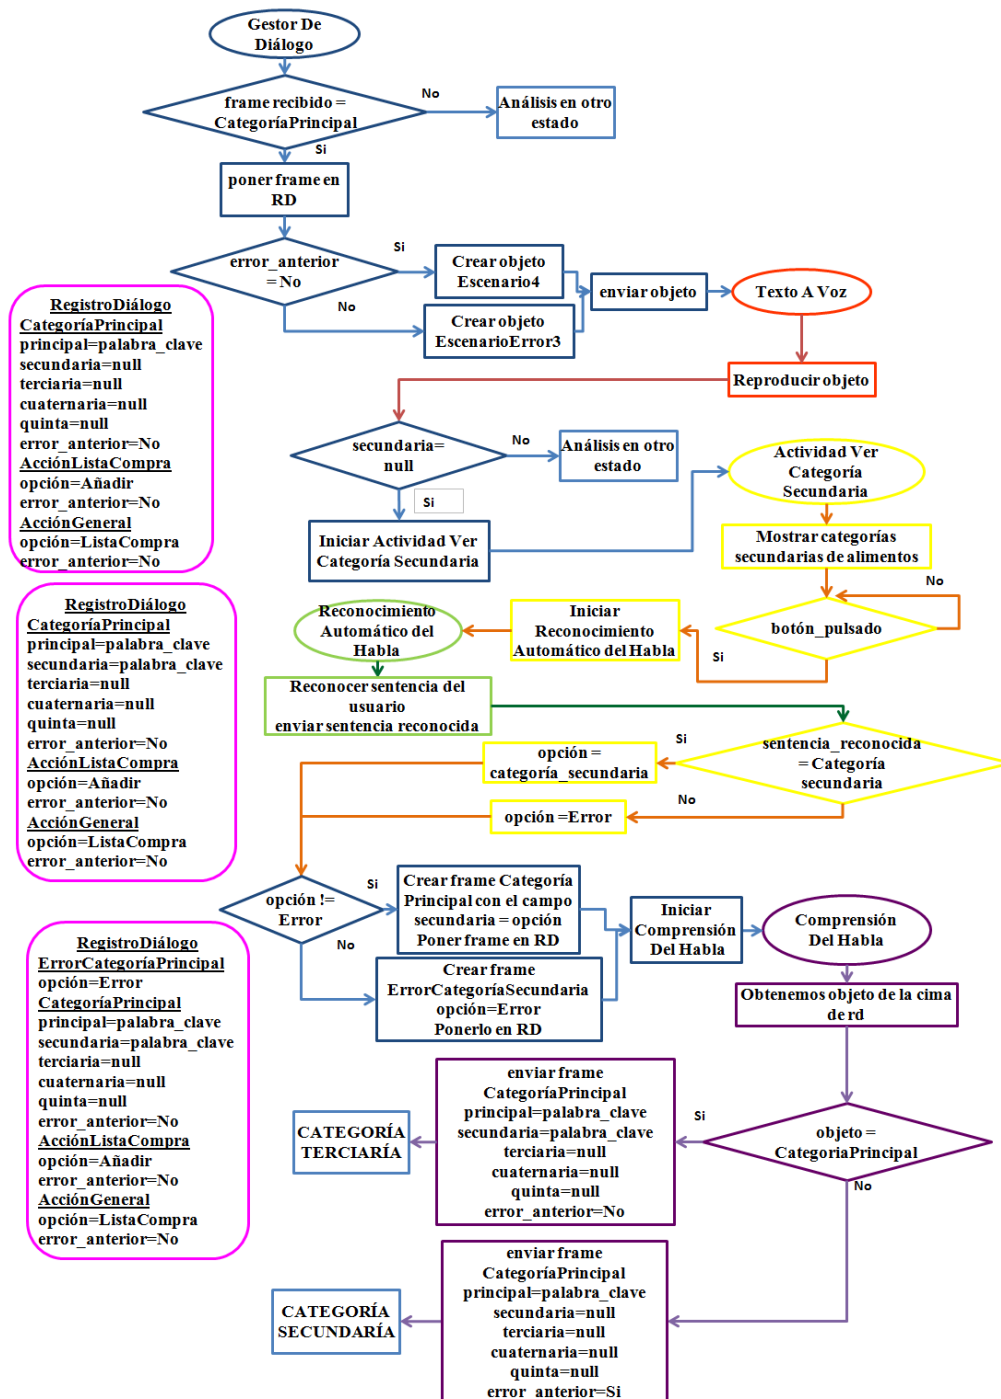 Gestor De
Diálogo
frame recibido =
CategoríaPrincipal
No
Análisis en otro
estado
Si
poner frame en
RD
error_anterior
= No
Si
Crear objeto
Escenario4
enviar objeto
Texto A Voz
No
Crear objeto
EscenarioError3
Reproducir objeto
RegistroDiálogo
CategoríaPrincipal
principal=palabra_clave
secundaria=null
terciaria=null
cuaternaria=null
quinta=null
error_anterior=No
AcciónListaCompra
opción=Añadir
error_anterior=No
AcciónGeneral
opción=ListaCompra
error_anterior=No
secundaria=
null
No
Análisis en otro
estado
Si
Iniciar Actividad Ver
Categoría Secundaria
Actividad Ver
Categoría
Secundaria
Mostrar categorías
secundarias de alimentos
No
botón_pulsado
Si
Iniciar
Reconocimiento
Automático del Habla
Reconocimiento
Automático del
Habla
Reconocer sentencia del
usuario
enviar sentencia reconocida
RegistroDiálogo
CategoríaPrincipal
principal=palabra_clave
secundaria=palabra_clave
terciaria=null
cuaternaria=null
quinta=null
error_anterior=No
AcciónListaCompra
opción=Añadir
error_anterior=No
AcciónGeneral
opción=ListaCompra
error_anterior=No
sentencia_reconocida
= Categoría
secundaria
Si
opción =
categoría_secundaria
No
opción =Error
opción !=
Error
Si
Crear frame Categoría
Principal con el campo
secundaria = opción
Poner frame en RD
No
Crear frame
ErrorCategoríaSecundaria
opción=Error
Ponerlo en RD
Iniciar
Comprensión
Del Habla
Comprensión
Del Habla
Obtenemos objeto de la cima
de rd
RegistroDiálogo
ErrorCategoríaPrincipal
opción=Error
CategoríaPrincipal
principal=palabra_clave
secundaria=palabra_clave
terciaria=null
cuaternaria=null
quinta=null
error_anterior=No
AcciónListaCompra
opción=Añadir
error_anterior=No
AcciónGeneral
opción=ListaCompra
error_anterior=No
objeto =
CategoriaPrincipal
Si
enviar frame
CategoríaPrincipal
principal=palabra_clave
secundaria=palabra_clave
terciaria=null
cuaternaria=null
quinta=null
error_anterior=No
CATEGORÍA
TERCIARÍA
No
enviar frame
CategoríaPrincipal
principal=palabra_clave
secundaria=null
terciaria=null
cuaternaria=null
quinta=null
error_anterior=Si
CATEGORÍA
SECUNDARÍA